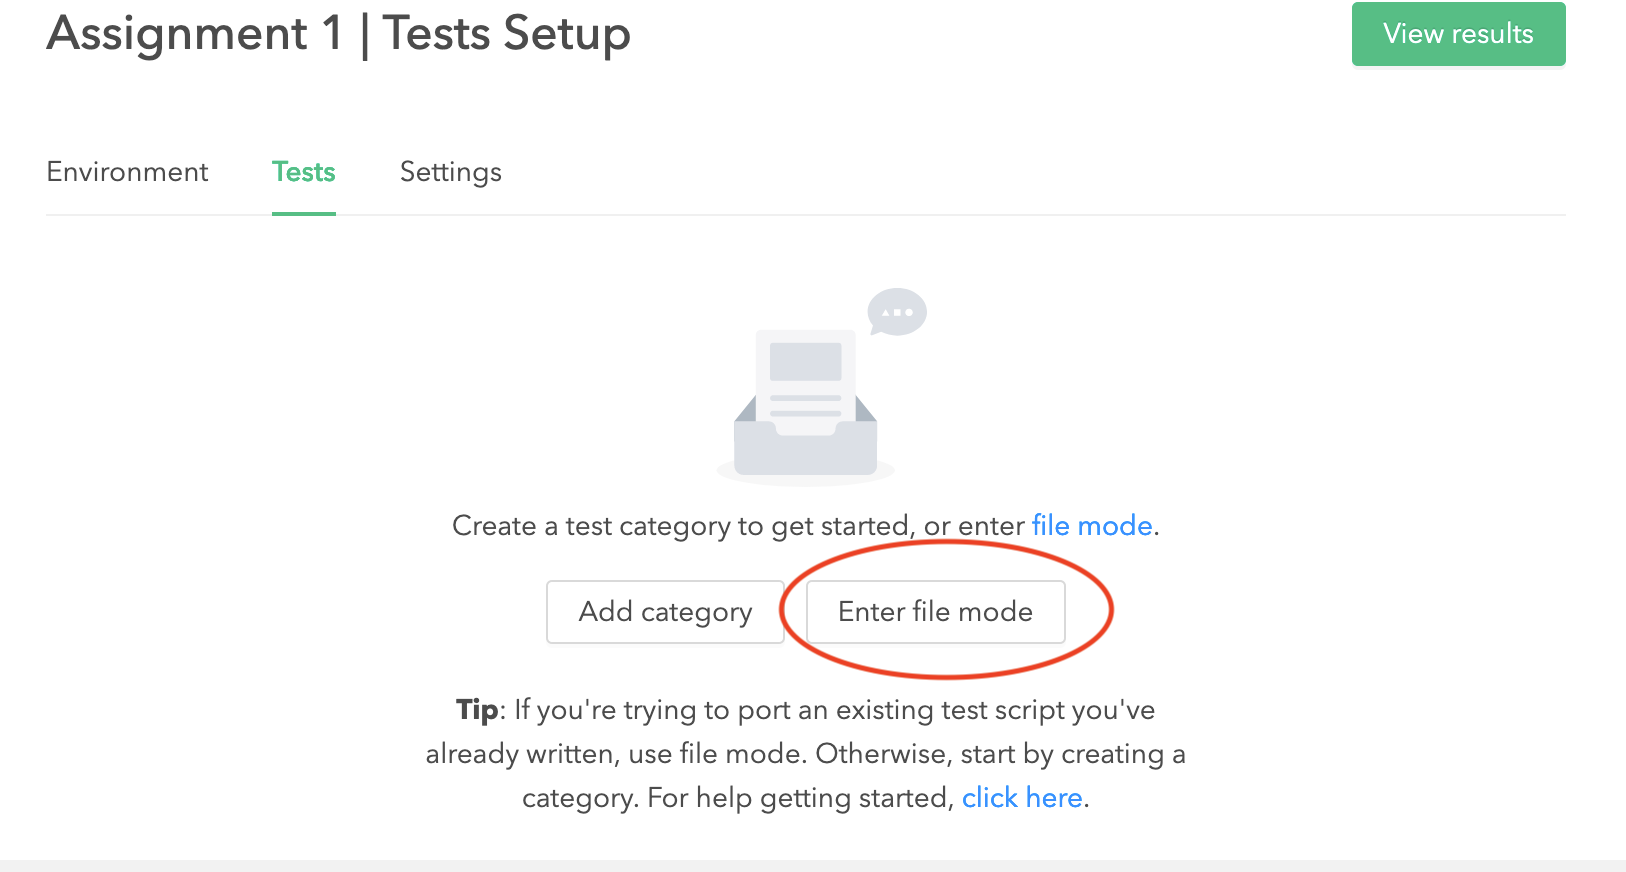 Assignment 1 | Tests Setup
View results
Environment
Tests
Settings
Create a test category to get started, or enter file mode.
Add category
Enter file mode
Tip: If you're trying to port an existing test script you've
already written, use file mode. Otherwise, start by creating a
category. For help getting started, click here.